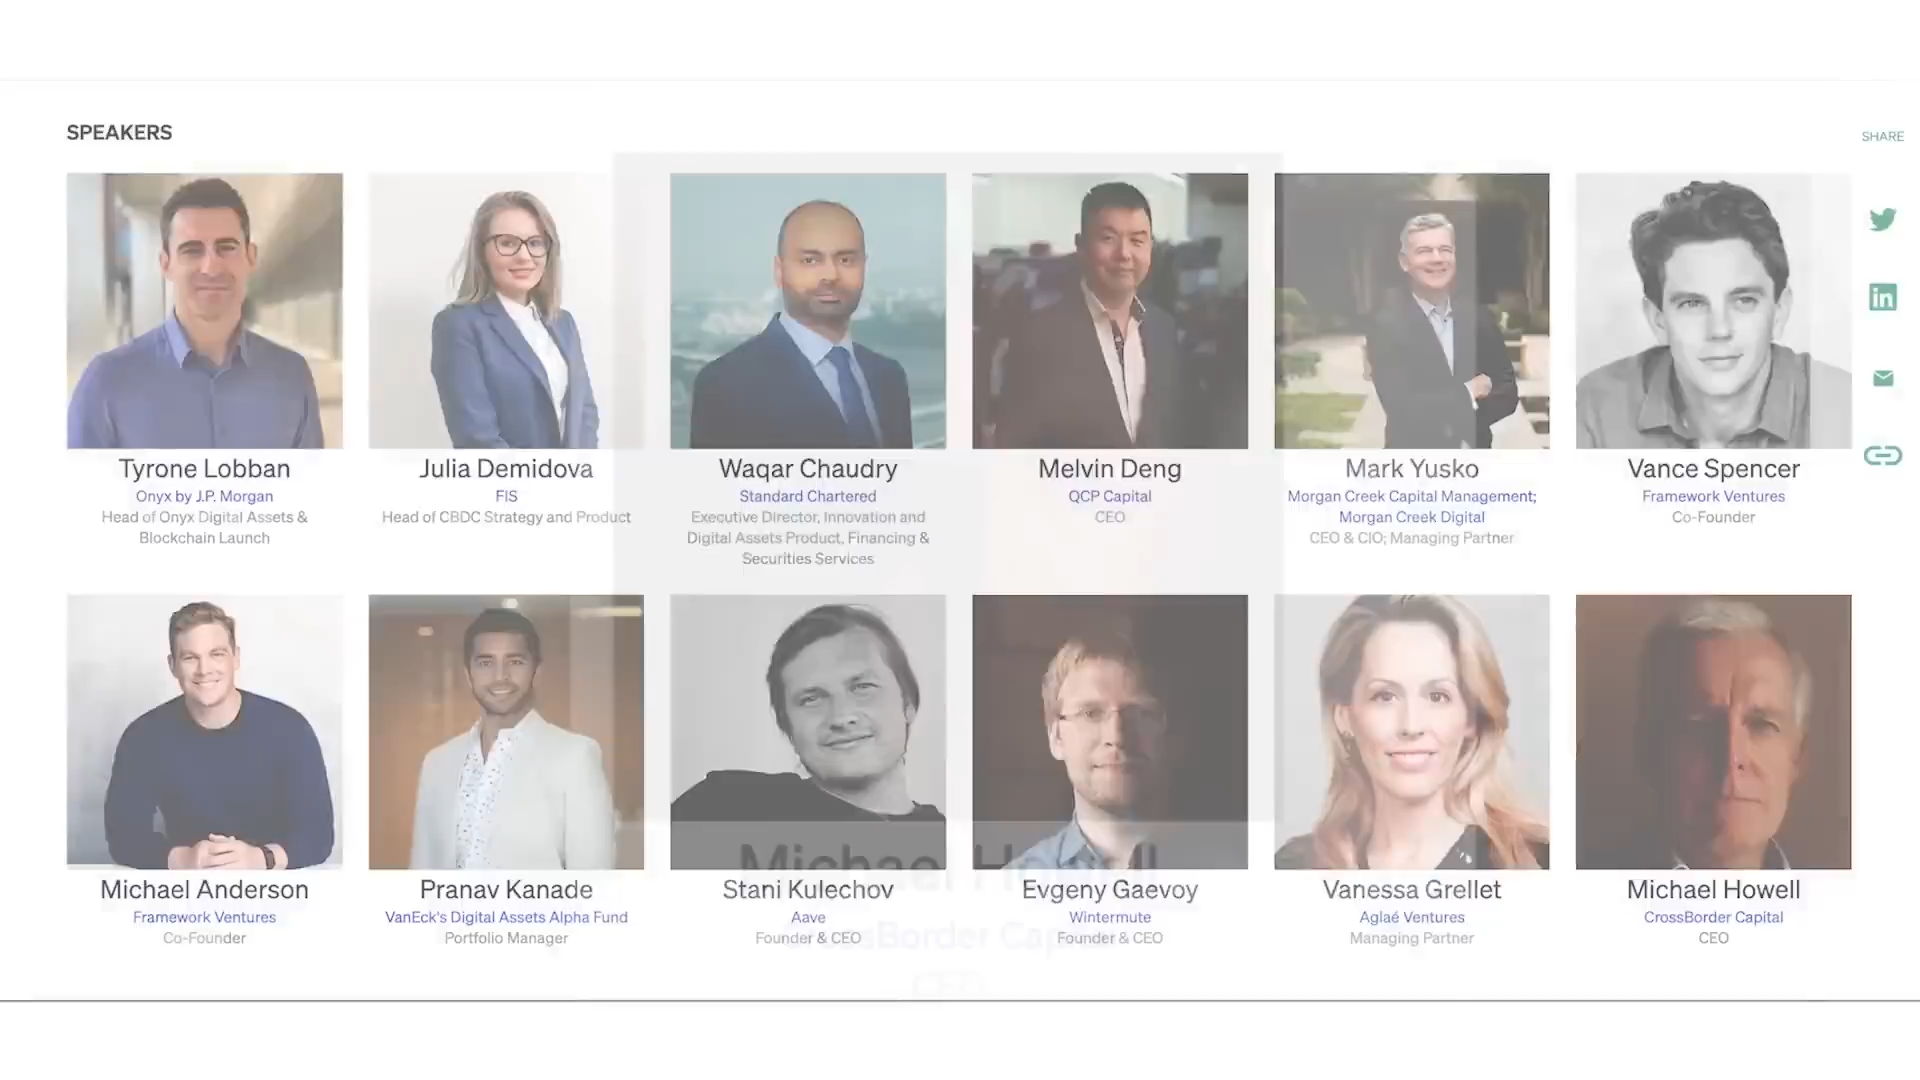 SPEAKERS
SHARE
Tyrone Lobban
Onyx by J.P. Morgan
Head of Onyx Digital Assets &
Blockchain Launch
Julia Demidova
FIS
Head of CBDC Strategy and Product
Waqar Chaudry
Standard Chartered
Executive Director, Innovation and
Digital Assets Product, Financing &
Securities Services
Melvin Deng
QCP Capital
CEO
Mark Yusko
Morgan Creek Capital Management;
Morgan Creek Digital
CEO & CIO; Managing Partner
Vance Spencer
Framework Ventures
Co-Founder
Michael Anderson
Framework Ventures
Co-Founder
Pranav Kanade
VanEck's Digital Assets Alpha Fund
Portfolio Manager
Stani Kulechov
Aave
Founder & CEO
Evgeny Gaevoy
Wintermute
Founder & CEO
Vanessa Grellet
Aglaé Ventures
Managing Partner
Michael Howell
CrossBorder Capital
CEO
Michael Howell
CrossBorder Capital
CEO